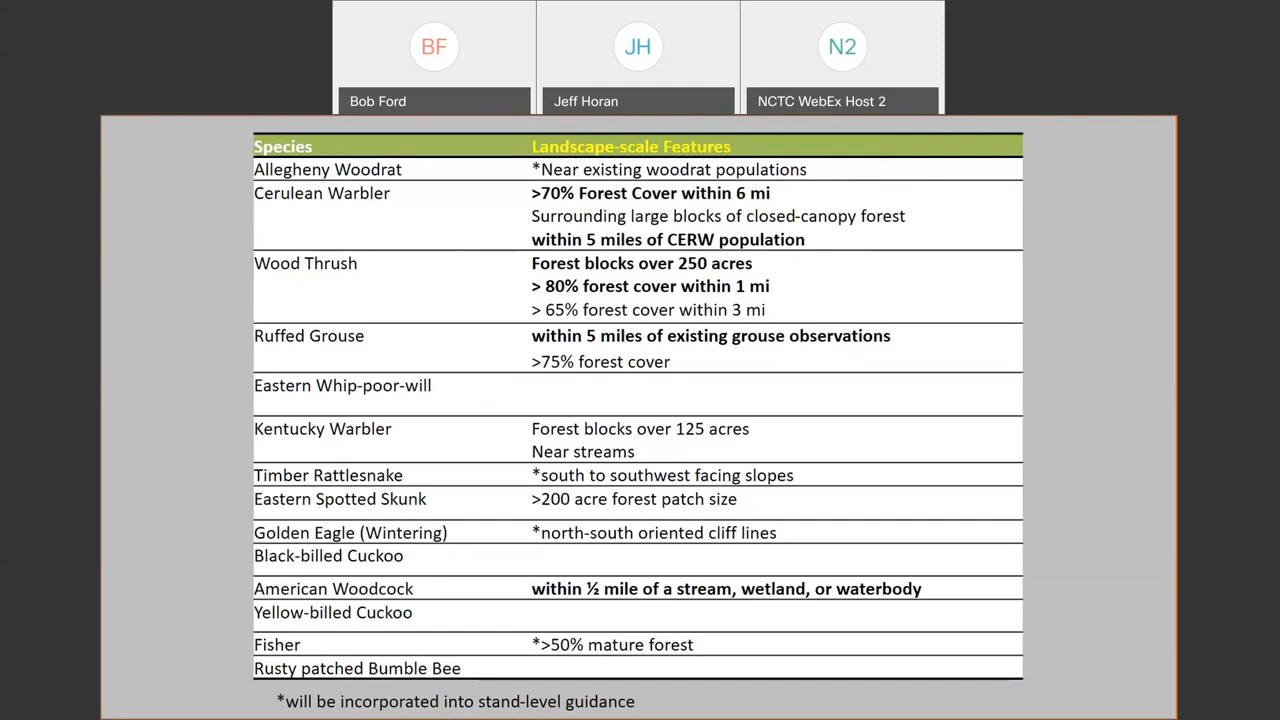 BF
JH
N2
Bob Ford
Jeff Horan
NCTC WebEx Host 2
Species Landscape-scale Features
Allegheny Woodrat *Near existing woodrat populations
Cerulean Warbler >70% Forest Cover within 6 mi
Surrounding large blocks of closed-canopy forest
within 5 miles of CERW population
Wood Thrush Forest blocks over 250 acres
> 80% forest cover within 1 mi
> 65% forest cover within 3 mi
Ruffed Grouse within 5 miles of existing grouse observations
>75% forest cover
Eastern Whip-poor-will
Kentucky Warbler Forest blocks over 125 acres
Near streams
Timber Rattlesnake *south to southwest facing slopes
Eastern Spotted Skunk >200 acre forest patch size
Golden Eagle (Wintering) *north-south oriented cliff lines
Black-billed Cuckoo
American Woodcock within ½ mile of a stream, wetland, or waterbody
Yellow-billed Cuckoo
Fisher *>50% mature forest
Rusty patched Bumble Bee
*will be incorporated into stand-level guidance